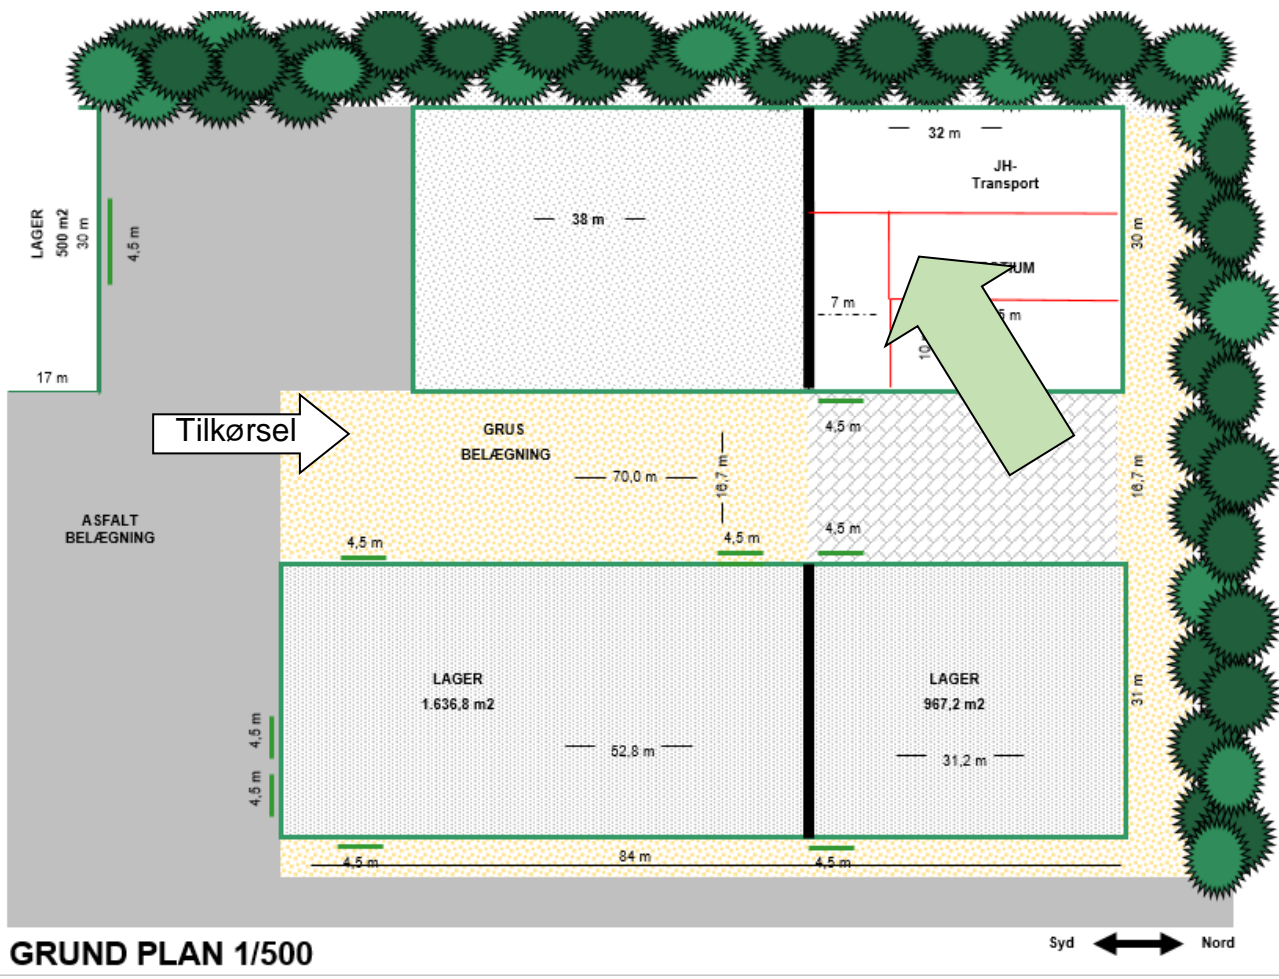 32 m
JH-
Transport
LAGER
500 m2
30 m
4,5 m
38 m
30 m
7 m
17 m
Tilkørsel
GRUS
BELÆGNING
4,5 m
70,0 m
16,7 m
16,7 m
ASFALT
BELÆGNING
4,5 m
4,5 m
4,5 m
LAGER
1.636,8 m2
LAGER
967,2 m2
31 m
4,5 m
52,8 m
31,2 m
4,5 m
4,5 m
84 m
4,5 m
GRUND PLAN 1/500
Syd
Nord